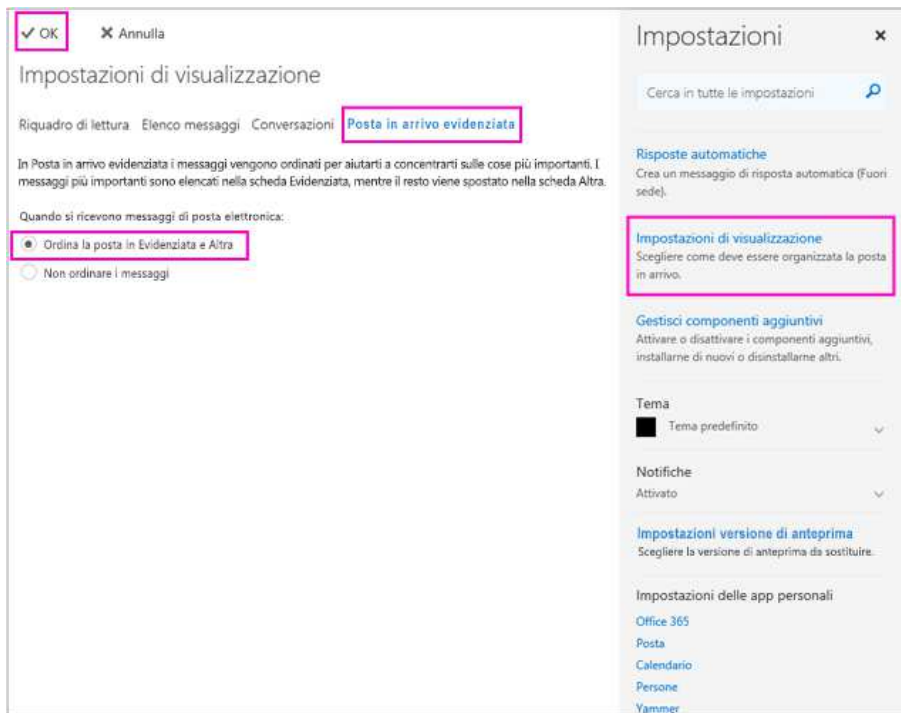 OK
Annulla
Impostazioni di visualizzazione
Riquadro di lettura Elenco messaggi Conversazioni Posta in arrivo evidenziata
In Posta in arrivo evidenziata i messaggi vengono ordinati per aiutarti a concentrarti sulle cose più importanti. I
messaggi più importanti sono elencati nella scheda Evidenziata, mentre il resto viene spostato nella scheda Altra.
Quando si ricevono messaggi di posta elettronica:
Ordina la posta in Evidenziata e Altra
Non ordinare i messaggi
Impostazioni
Cerca in tutte le impostazioni
Risposte automatiche
Crea un messaggio di risposta automatica (Fuori
sede).
Impostazioni di visualizzazione
Scegliere come deve essere organizzata la posta
in arrivo.
Gestisci componenti aggiuntivi
Attivare o disattivare i componenti aggiuntivi,
installarne di nuovi o disinstallarne altri.
Tema
Tema predefinito
Notifiche
Attivato
Impostazioni versione di anteprima
Scegliere la versione di anteprima da sostituire.
Impostazioni delle app personali
Office 365
Posta
Calendario
Persone
Yammer